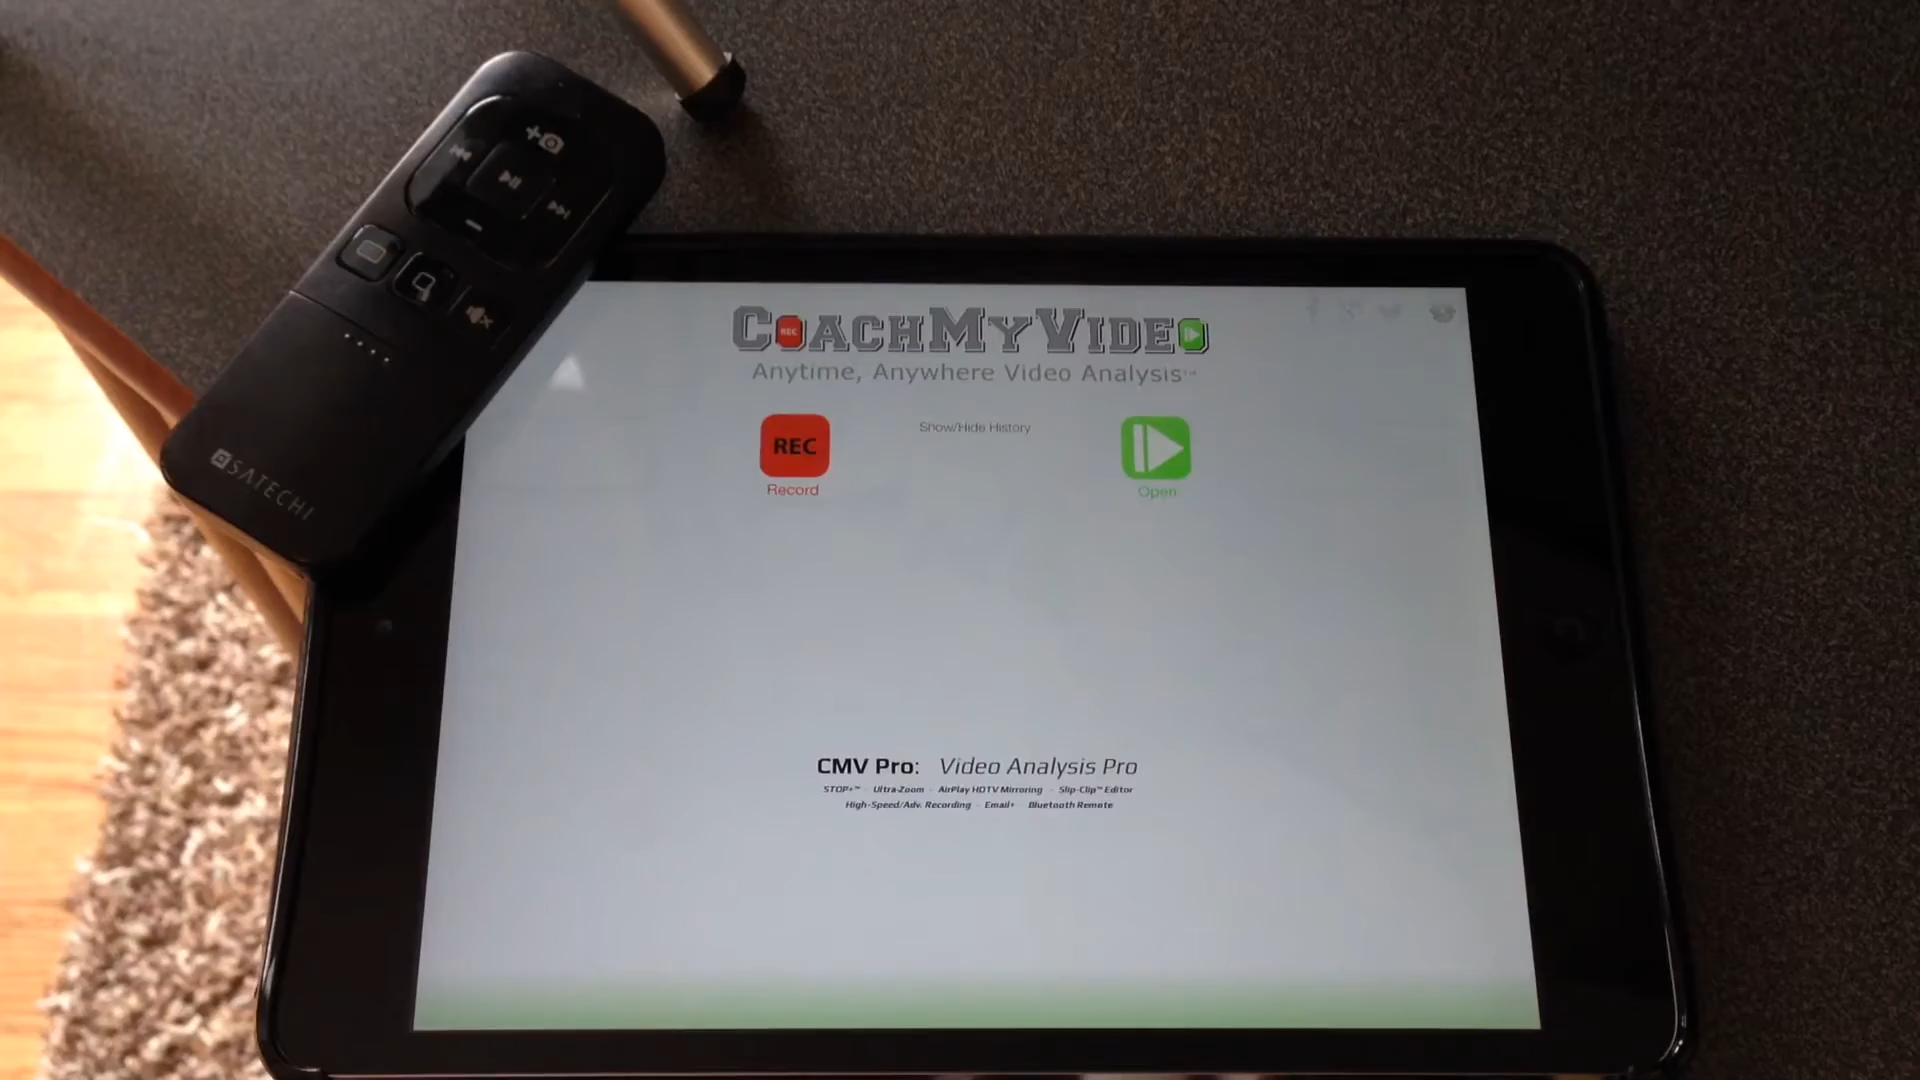 COACHMYVIDEO
REC
Anytime, Anywhere Video Analysis™
REC
Show/Hide History
Record
Open
SATECHI
CMV Pro: Video Analysis Pro
STOP+™ - Ultra-Zoom - AirPlay HDTV Mirroring - Slip-Clip™ Editor
High-Speed/Adv. Recording - Email+ - Bluetooth Remote